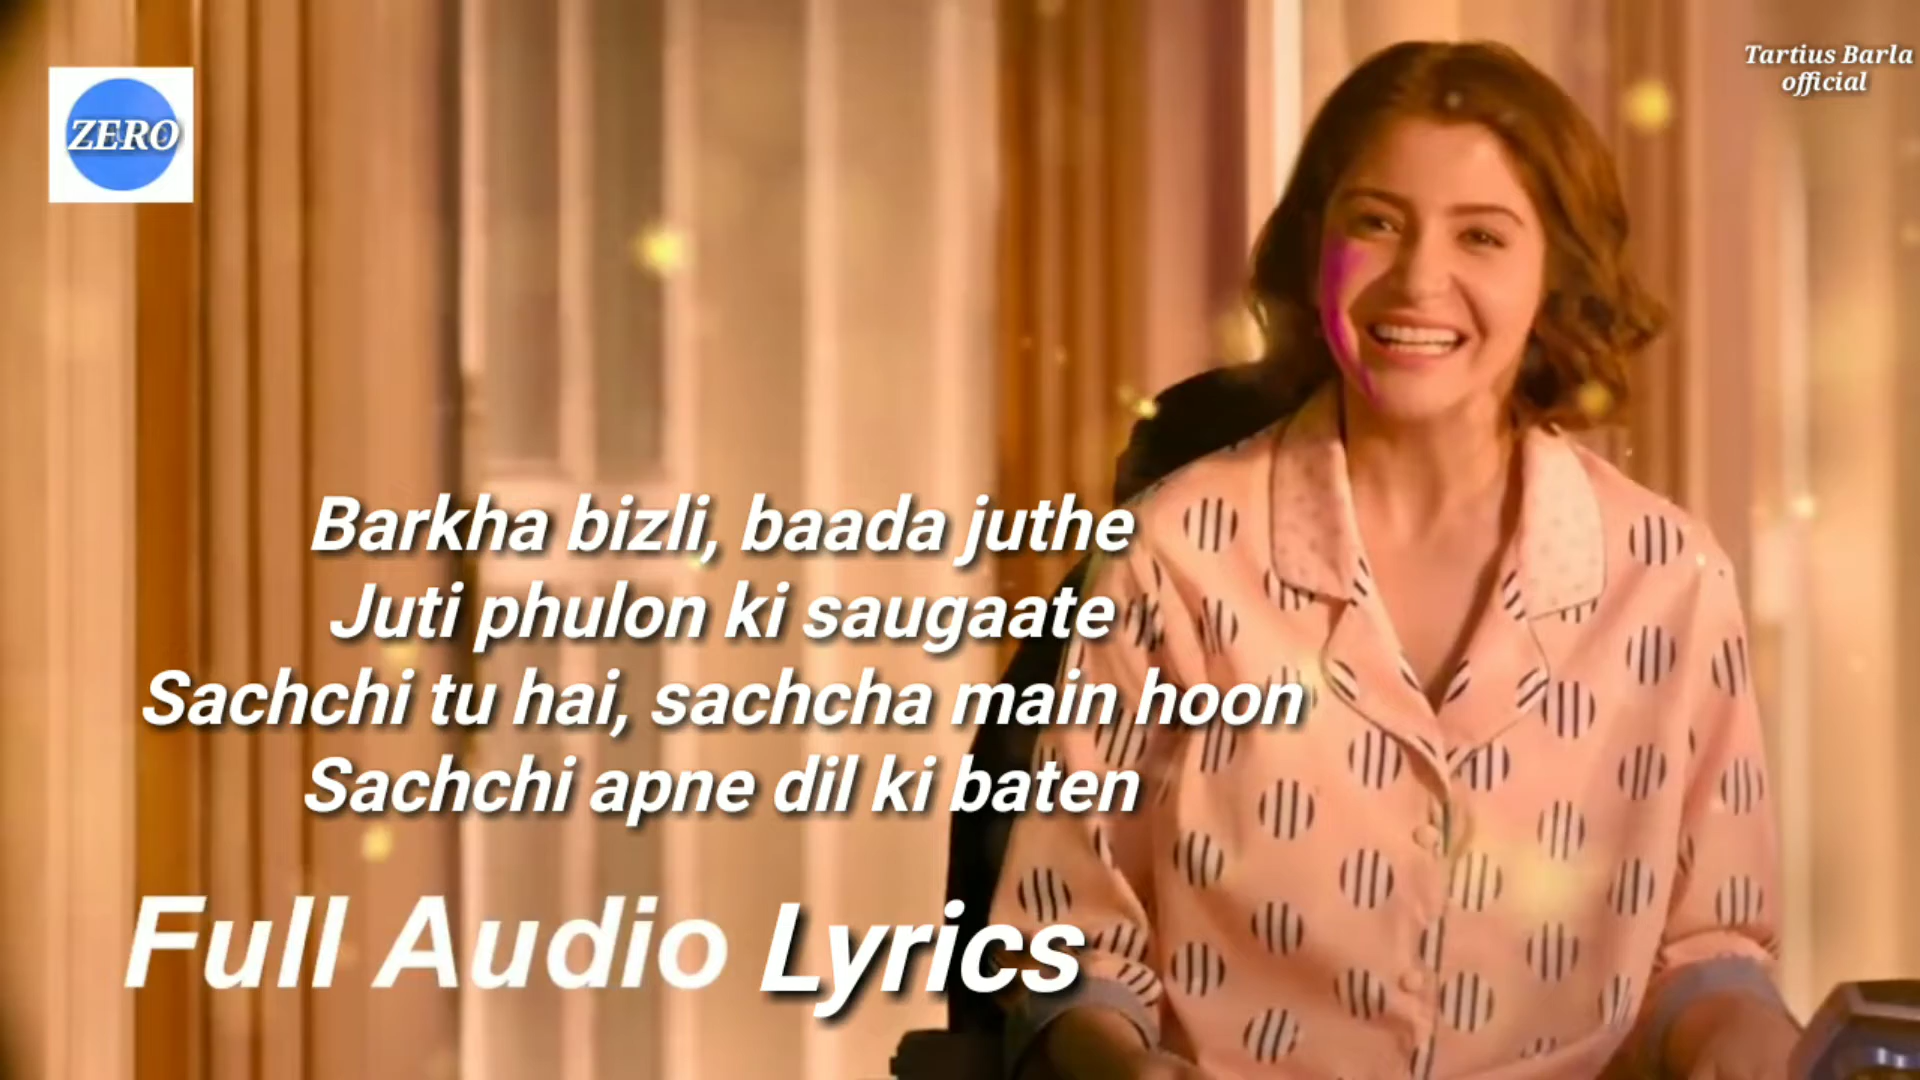 ZERO
Tartius Barla
official
Barkha bizli, baada juthe
Juti phulon ki saugaate
Sachchi tu hai, sachcha main hoon
Sachchi apne dil ki baten
Full Audio Lyrics